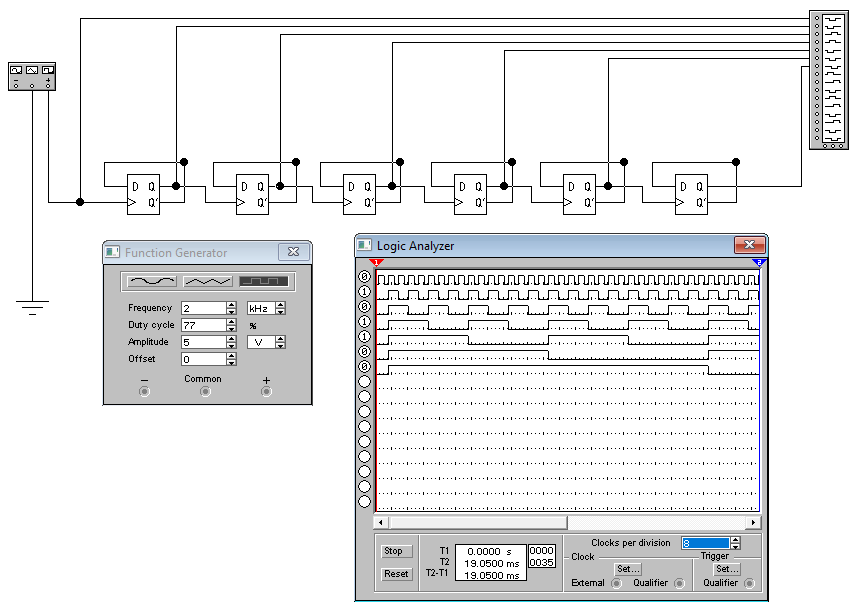 D Q D Q D Q D Q D Q D Q
Q' Q' Q' Q' Q' Q'
Function Generator
Frequency 2 kHz
Duty cycle 77 %
Amplitude 5 V
Offset 0
− Common +
Logic Analyzer
1 2
0
1
0
1
1
0
0
Stop
Reset
T1 0.0000 s 0000
T2 19.0500 ms 0035
T2-T1 19.0500 ms
Clocks per division 8
Clock
Set...
External Qualifier
Trigger
Set...
Qualifier